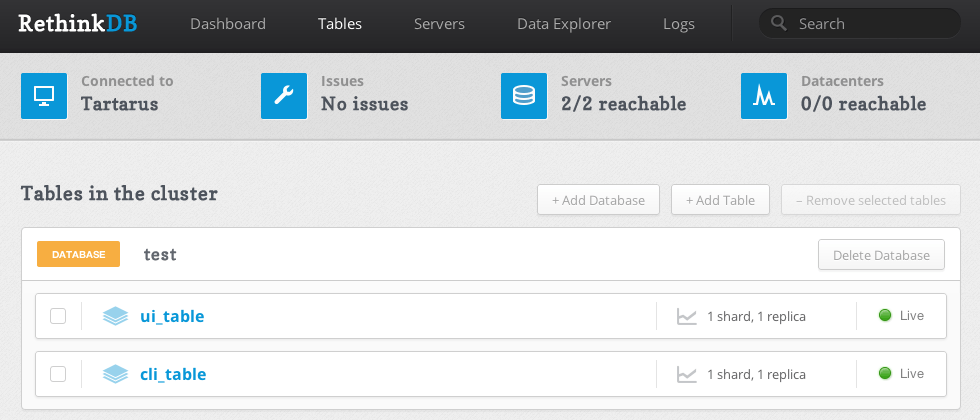 RethinkDB Dashboard Tables Servers Data Explorer Logs Search
Connected to Issues Servers Datacenters
Tartarus No issues 2/2 reachable 0/0 reachable
Tables in the cluster + Add Database + Add Table – Remove selected tables
DATABASE test Delete Database
ui_table 1 shard, 1 replica Live
cli_table 1 shard, 1 replica Live